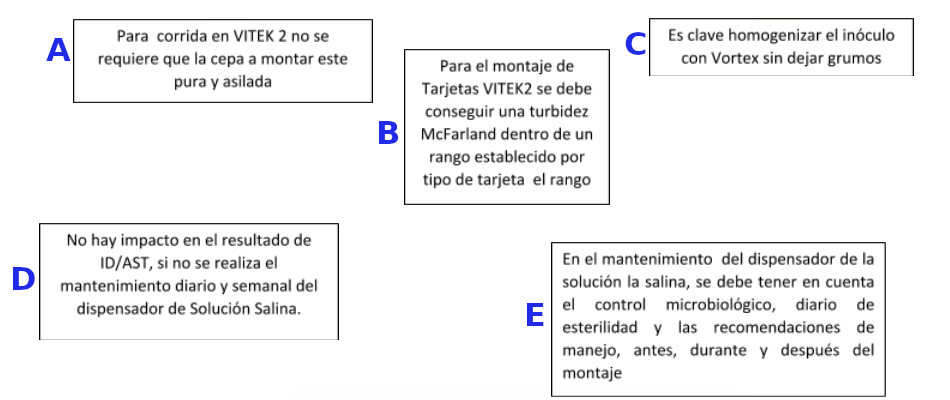 A
Para corrida en VITEK 2 no se
requiere que la cepa a montar este
pura y asilada
B
Para el montaje de
Tarjetas VITEK2 se debe
conseguir una turbidez
McFarland dentro de un
rango establecido por
tipo de tarjeta el rango
C
Es clave homogenizar el inóculo
con Vortex sin dejar grumos
D
No hay impacto en el resultado de
ID/AST, si no se realiza el
mantenimiento diario y semanal del
dispensador de Solución Salina.
E
En el mantenimiento del dispensador de la
solución la salina, se debe tener en cuenta
el control microbiológico, diario de
esterilidad y las recomendaciones de
manejo, antes, durante y después del
montaje